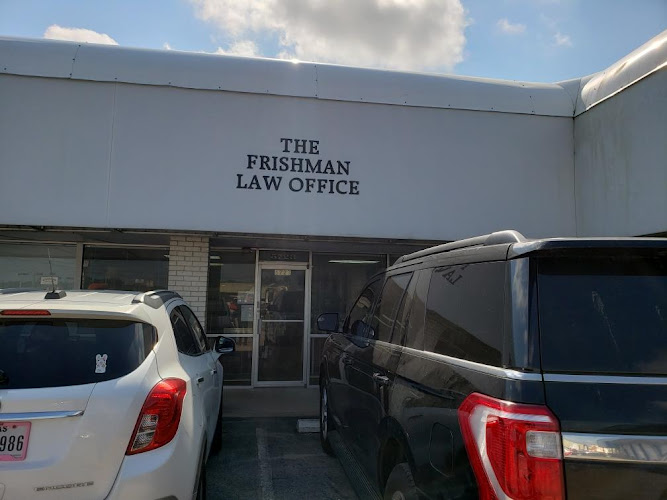 THE
FRISHMAN
LAW OFFICE
986